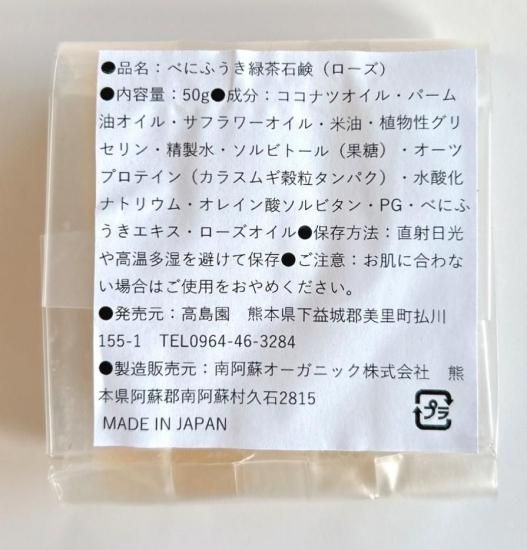 ●品名：べにふうき緑茶石鹸（ローズ）
●内容量：50g●成分：ココナツオイル・バーム
油オイル・サフラワーオイル・米油・植物性グリ
セリン・精製水・ソルビトール（果糖）・オーツ
プロテイン（カラスムギ穀粒タンパク）・水酸化
ナトリウム・オレイン酸ソルビタン・PG・べにふ
うきエキス・ローズオイル●保存方法：直射日光
や高温多湿を避けて保存●ご注意：お肌に合わな
い場合はご使用をおやめください。
●発売元：高島園　熊本県下益城郡美里町払川
155-1　TEL0964-46-3284
●製造販売元：南阿蘇オーガニック株式会社　熊
本県阿蘇郡南阿蘇村久石2815
MADE IN JAPAN
プラ